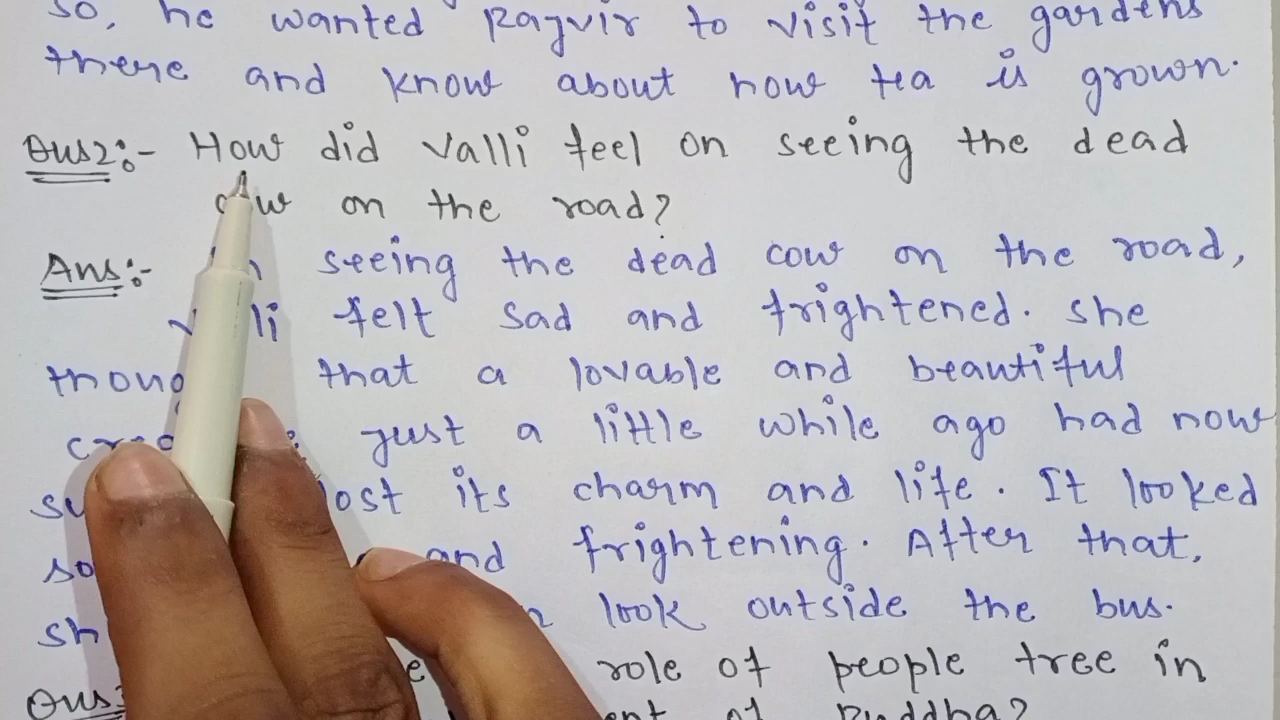 so, he wanted Rajvir to visit the gardens
there and know about how tea is grown.
Ques2:- How did Valli feel on seeing the dead
cow on the road?
Ans:- seeing the dead cow on the road,
felt sad and frightened. She
that a lovable and beautiful
just a little while ago had now
lost its charm and life. It looked
and frightening. After that,
look outside the bus.
role of people tree in
of Buddha?